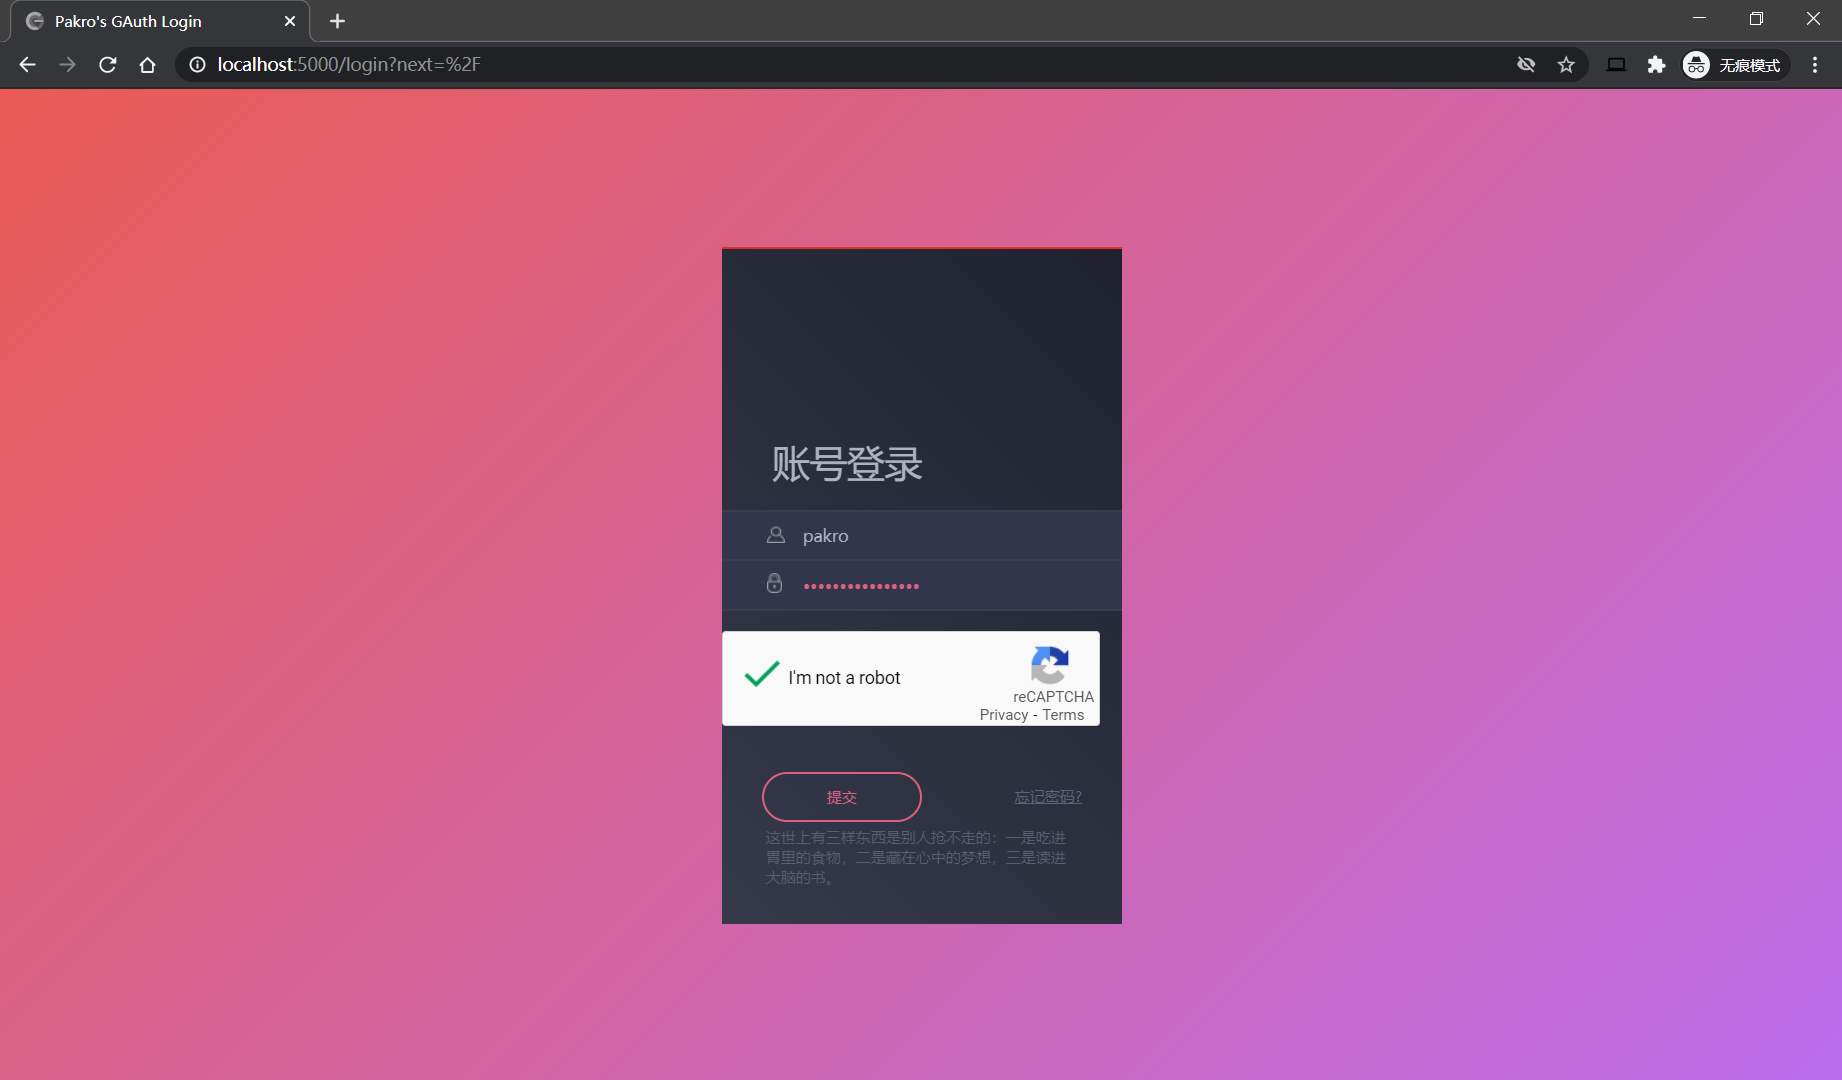 Pakro's GAuth Login
localhost:5000/login?next=%2F
无痕模式
账号登录
pakro
••••••••••••••••
I'm not a robot
reCAPTCHA
Privacy - Terms
提交
忘记密码?
这世上有三样东西是别人抢不走的：一是吃进
胃里的食物，二是藏在心中的梦想，三是读进
大脑的书。